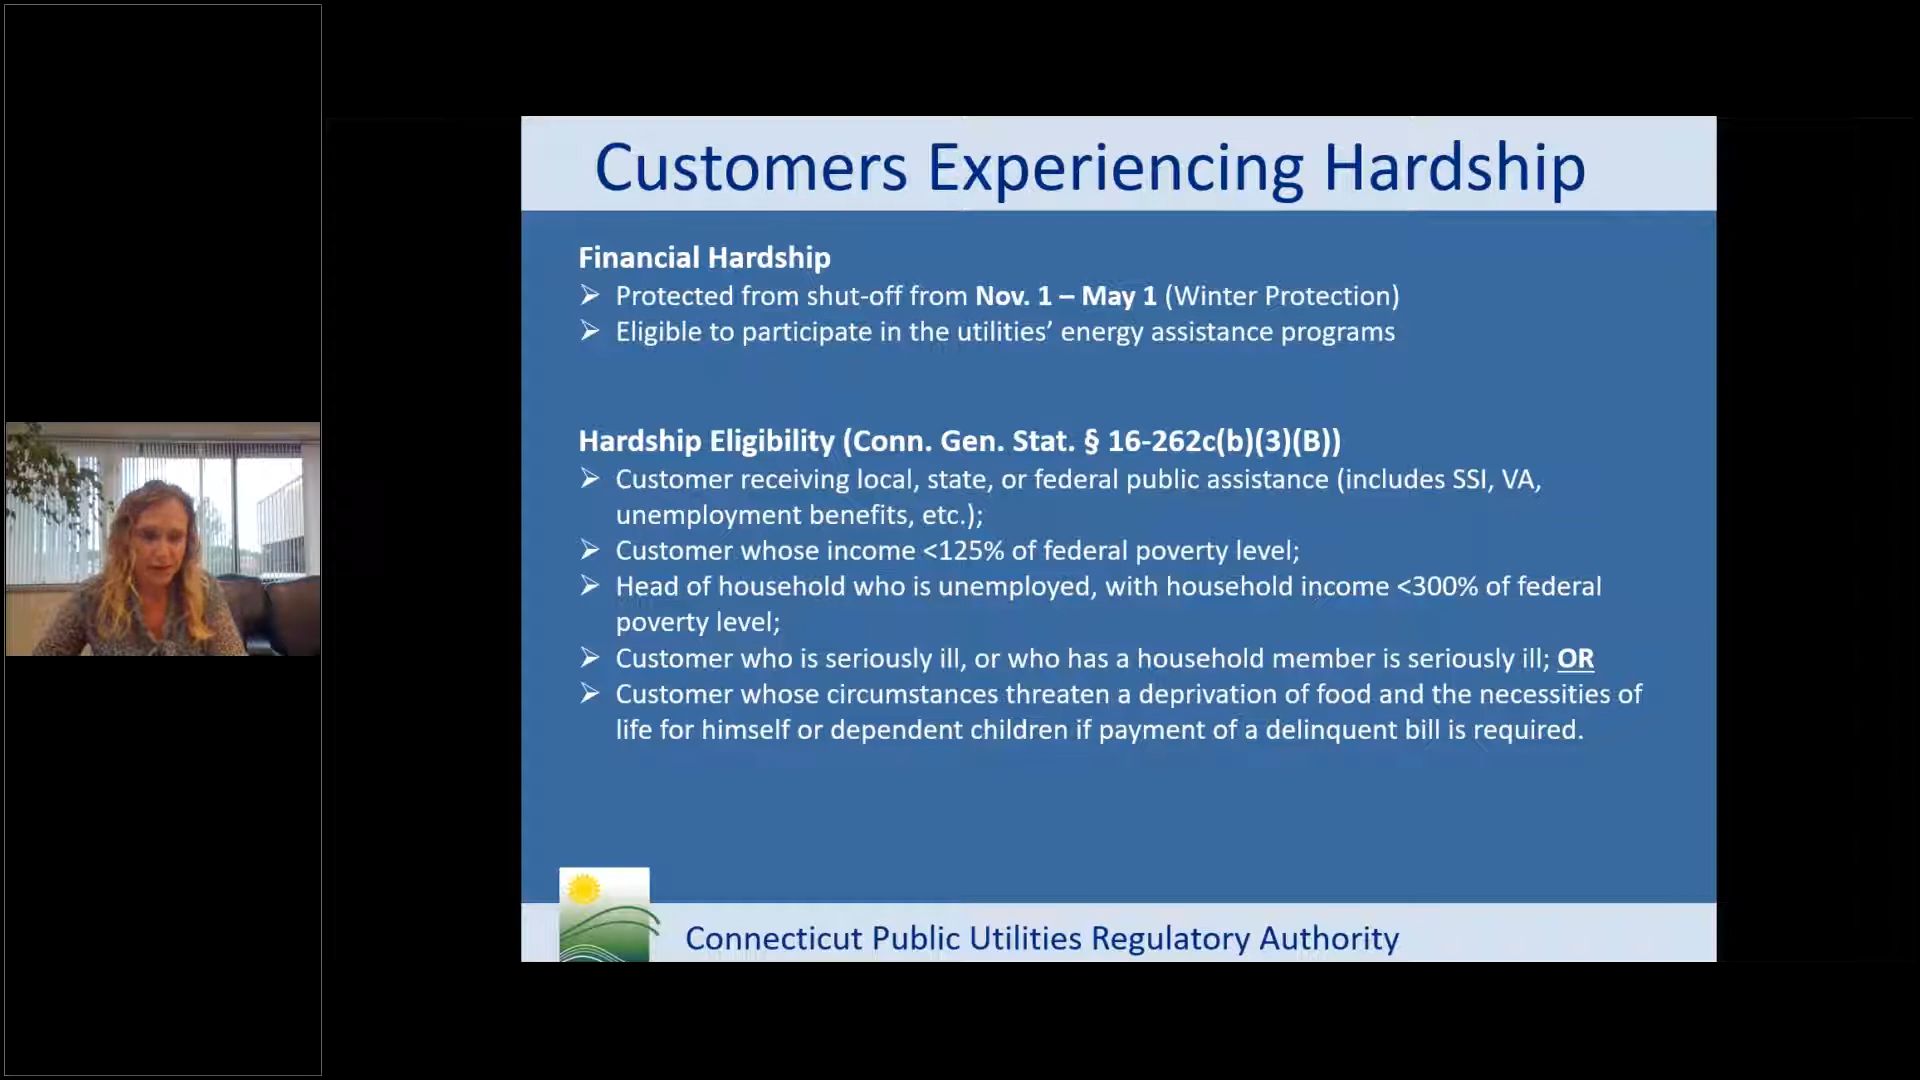 Customers Experiencing Hardship
Financial Hardship
➢ Protected from shut-off from Nov. 1 – May 1 (Winter Protection)
➢ Eligible to participate in the utilities’ energy assistance programs
Hardship Eligibility (Conn. Gen. Stat. § 16-262c(b)(3)(B))
➢ Customer receiving local, state, or federal public assistance (includes SSI, VA,
unemployment benefits, etc.);
➢ Customer whose income <125% of federal poverty level;
➢ Head of household who is unemployed, with household income <300% of federal
poverty level;
➢ Customer who is seriously ill, or who has a household member is seriously ill; OR
➢ Customer whose circumstances threaten a deprivation of food and the necessities of
life for himself or dependent children if payment of a delinquent bill is required.
Connecticut Public Utilities Regulatory Authority